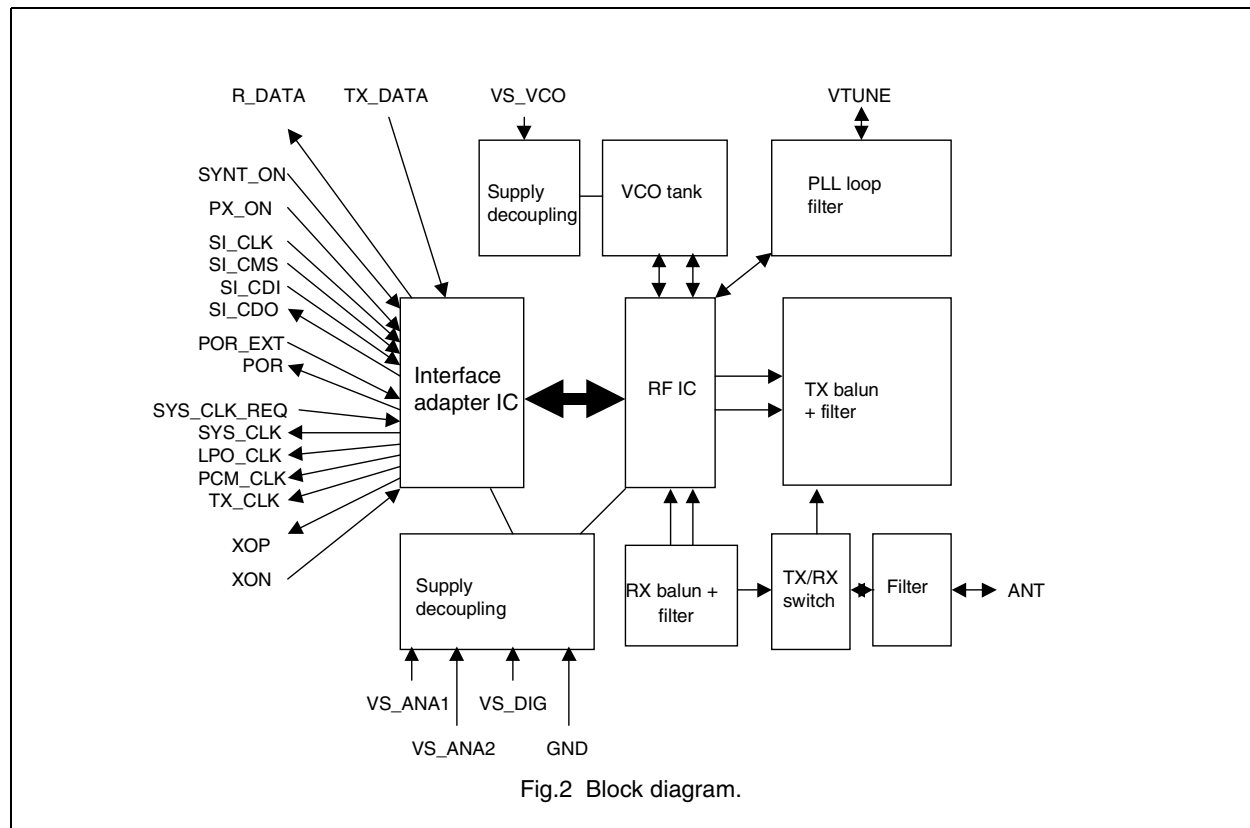 R_DATA
TX_DATA
VS_VCO
VTUNE
SYNT_ON
PX_ON
SI_CLK
SI_CMS
SI_CDI
SI_CDO
POR_EXT
POR
SYS_CLK_REQ
SYS_CLK
LPO_CLK
PCM_CLK
TX_CLK
XOP
XON
Supply
decoupling
VCO tank
PLL loop
filter
Interface
adapter IC
RF IC
TX balun
+ filter
Supply
decoupling
RX balun +
filter
TX/RX
switch
Filter
ANT
VS_ANA1
VS_DIG
VS_ANA2
GND
Fig.2 Block diagram.